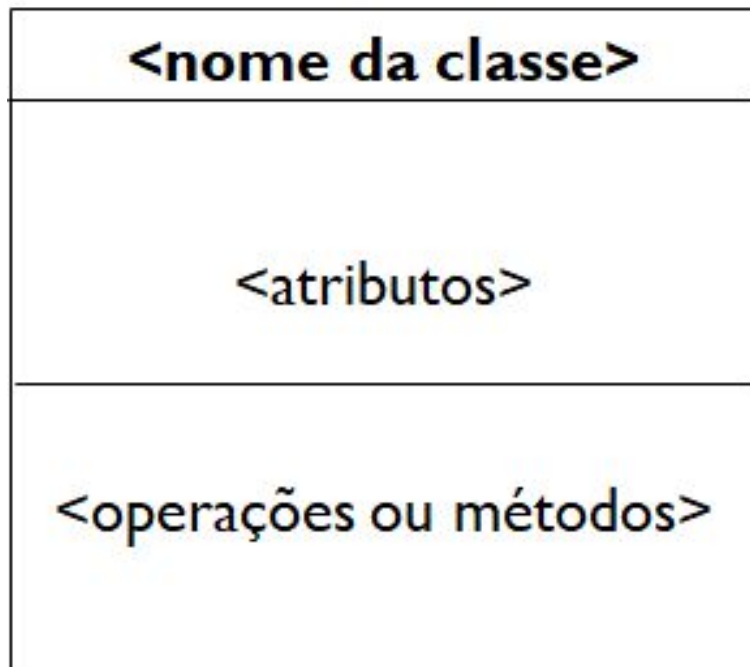 <nome da classe>
<atributos>
<operações ou métodos>